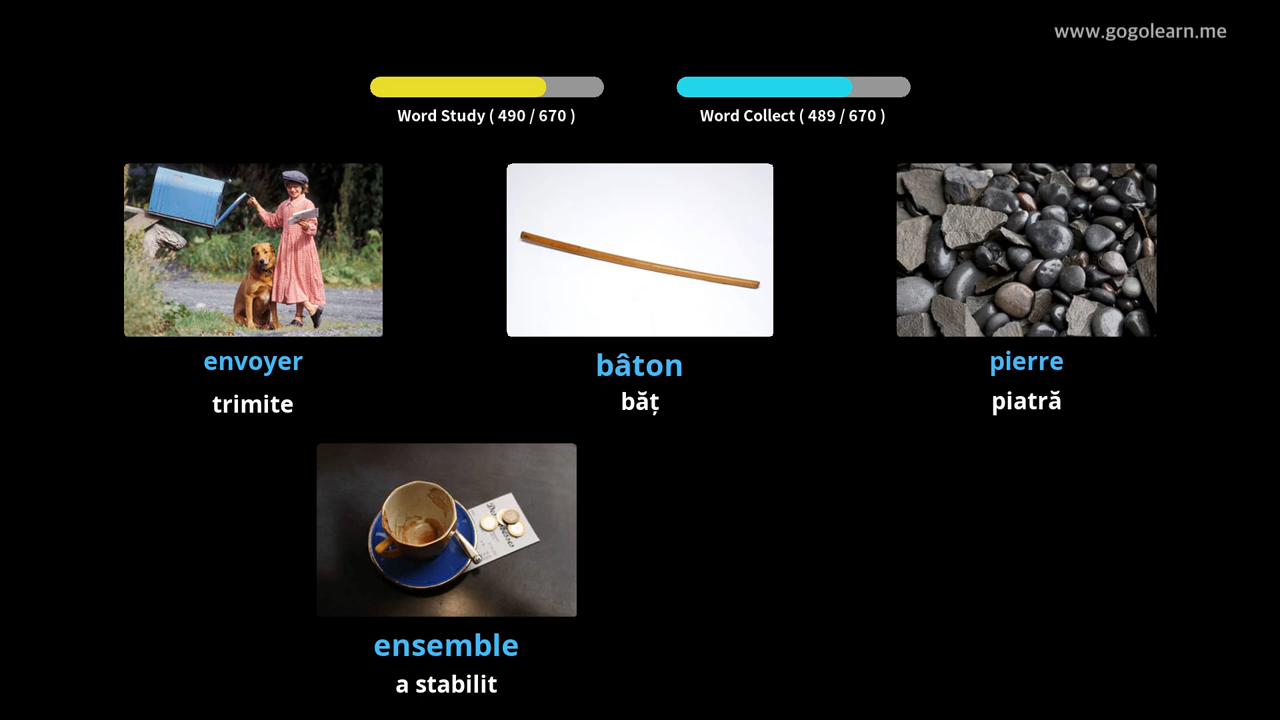 www.gogolearn.me
Word Study ( 490 / 670 )
Word Collect ( 489 / 670 )
envoyer
trimite
bâton
băț
pierre
piatră
ensemble
a stabilit